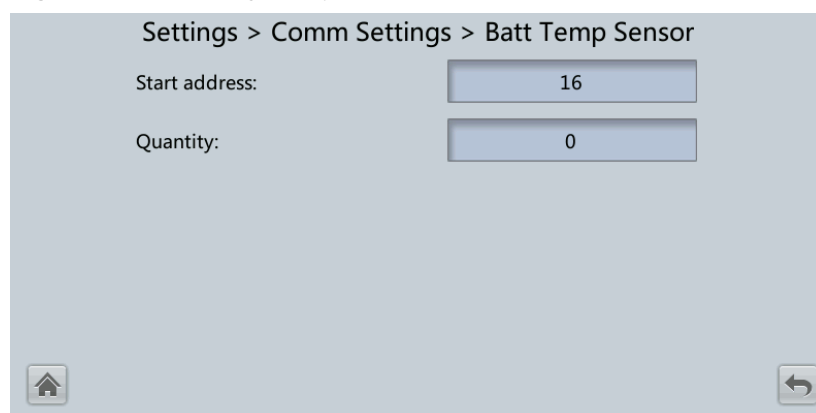 Settings > Comm Settings > Batt Temp Sensor
Start address: 16
Quantity: 0